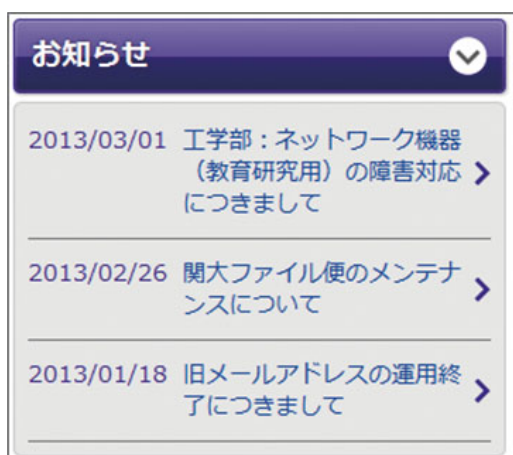 お知らせ
2013/03/01 工学部：ネットワーク機器
（教育研究用）の障害対応
につきまして
2013/02/26 関大ファイル便のメンテナ
ンスについて
2013/01/18 旧メールアドレスの運用終
了につきまして